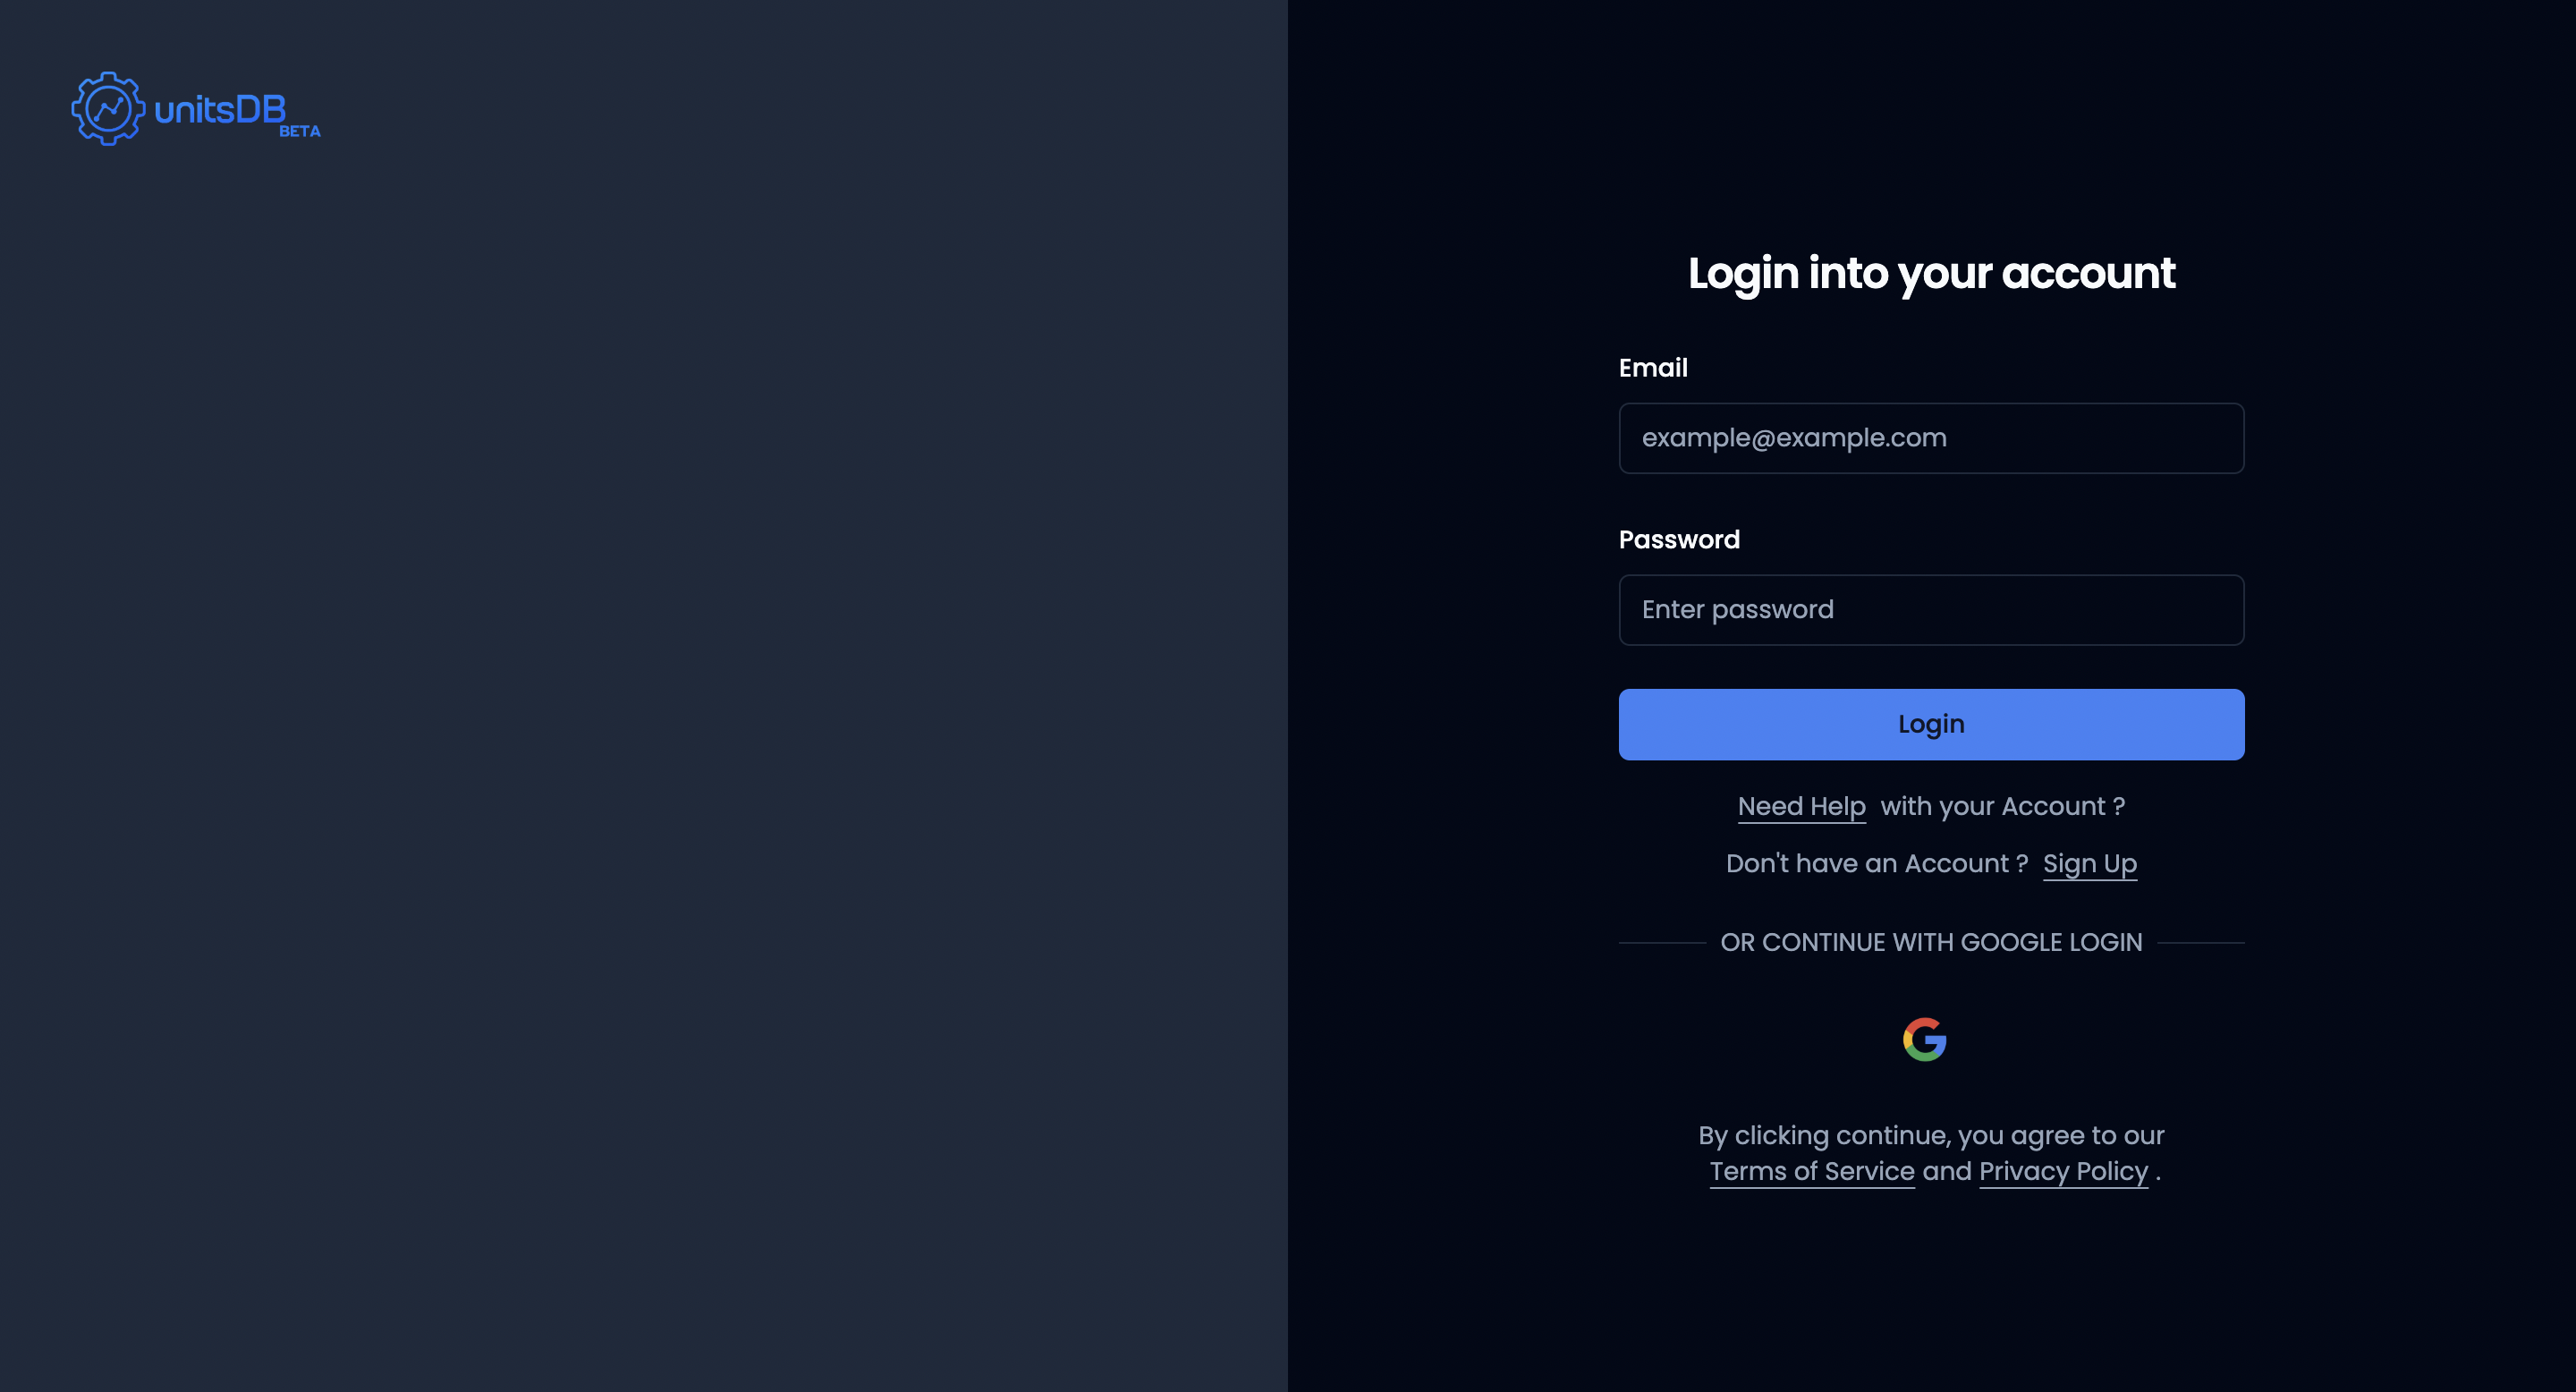 unitsDB
BETA
Login into your account
Email
example@example.com
Password
Enter password
Login
Need Help with your Account ?
Don't have an Account ? Sign Up
OR CONTINUE WITH GOOGLE LOGIN
By clicking continue, you agree to our
Terms of Service and Privacy Policy .